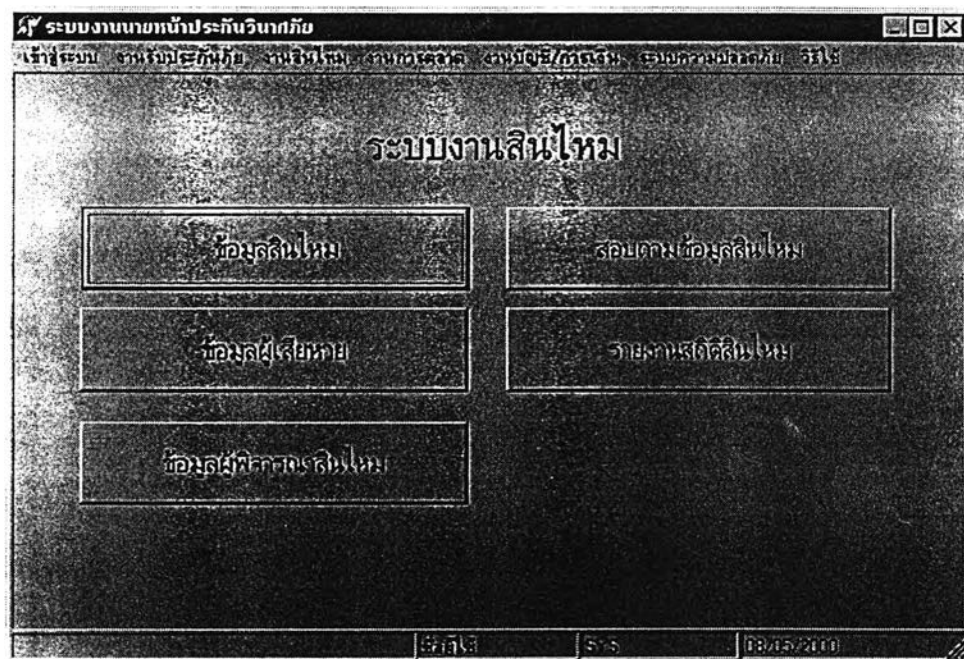 ระบบงานนายหน้าประกันวินาศภัย
เข้าสู่ระบบ งานรับประกันภัย งานสินไหม งานการตลาด งานบัญชี/การเงิน ระบบความปลอดภัย วิธีใช้
ระบบงานสินไหม
ข้อมูลสินไหม
สอบถามข้อมูลสินไหม
ข้อมูลผู้เสียหาย
รายงานสถิติสินไหม
ข้อมูลผู้พิจารณาสินไหม
ชื่อผู้ใช้ SYS 08/05/2000